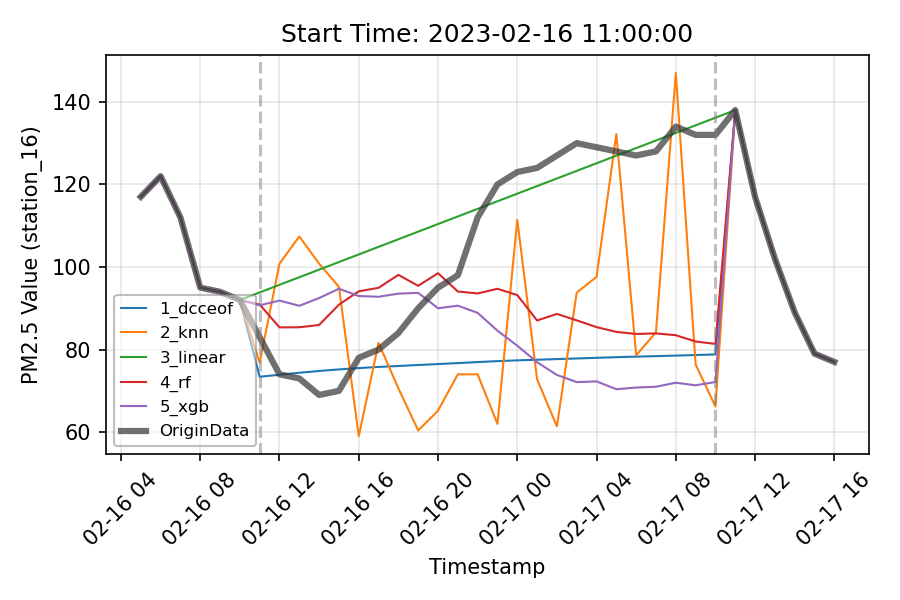 Start Time: 2023-02-16 11:00:00
PM2.5 Value (station_16)
140
120
100
80
60
1_dcceof
2_knn
3_linear
4_rf
5_xgb
OriginData
02-16 04
02-16 08
02-16 12
02-16 16
02-16 20
02-17 00
02-17 04
02-17 08
02-17 12
02-17 16
Timestamp